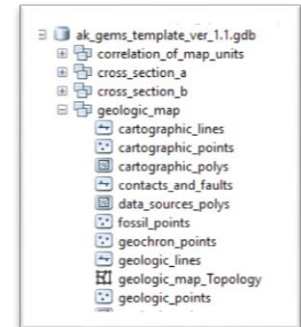 ak_gems_template_ver_1.1.gdb
correlation_of_map_units
cross_section_a
cross_section_b
geologic_map
cartographic_lines
cartographic_points
cartographic_polys
contacts_and_faults
data_sources_polys
fossil_points
geochron_points
geologic_lines
geologic_map_Topology
geologic_points